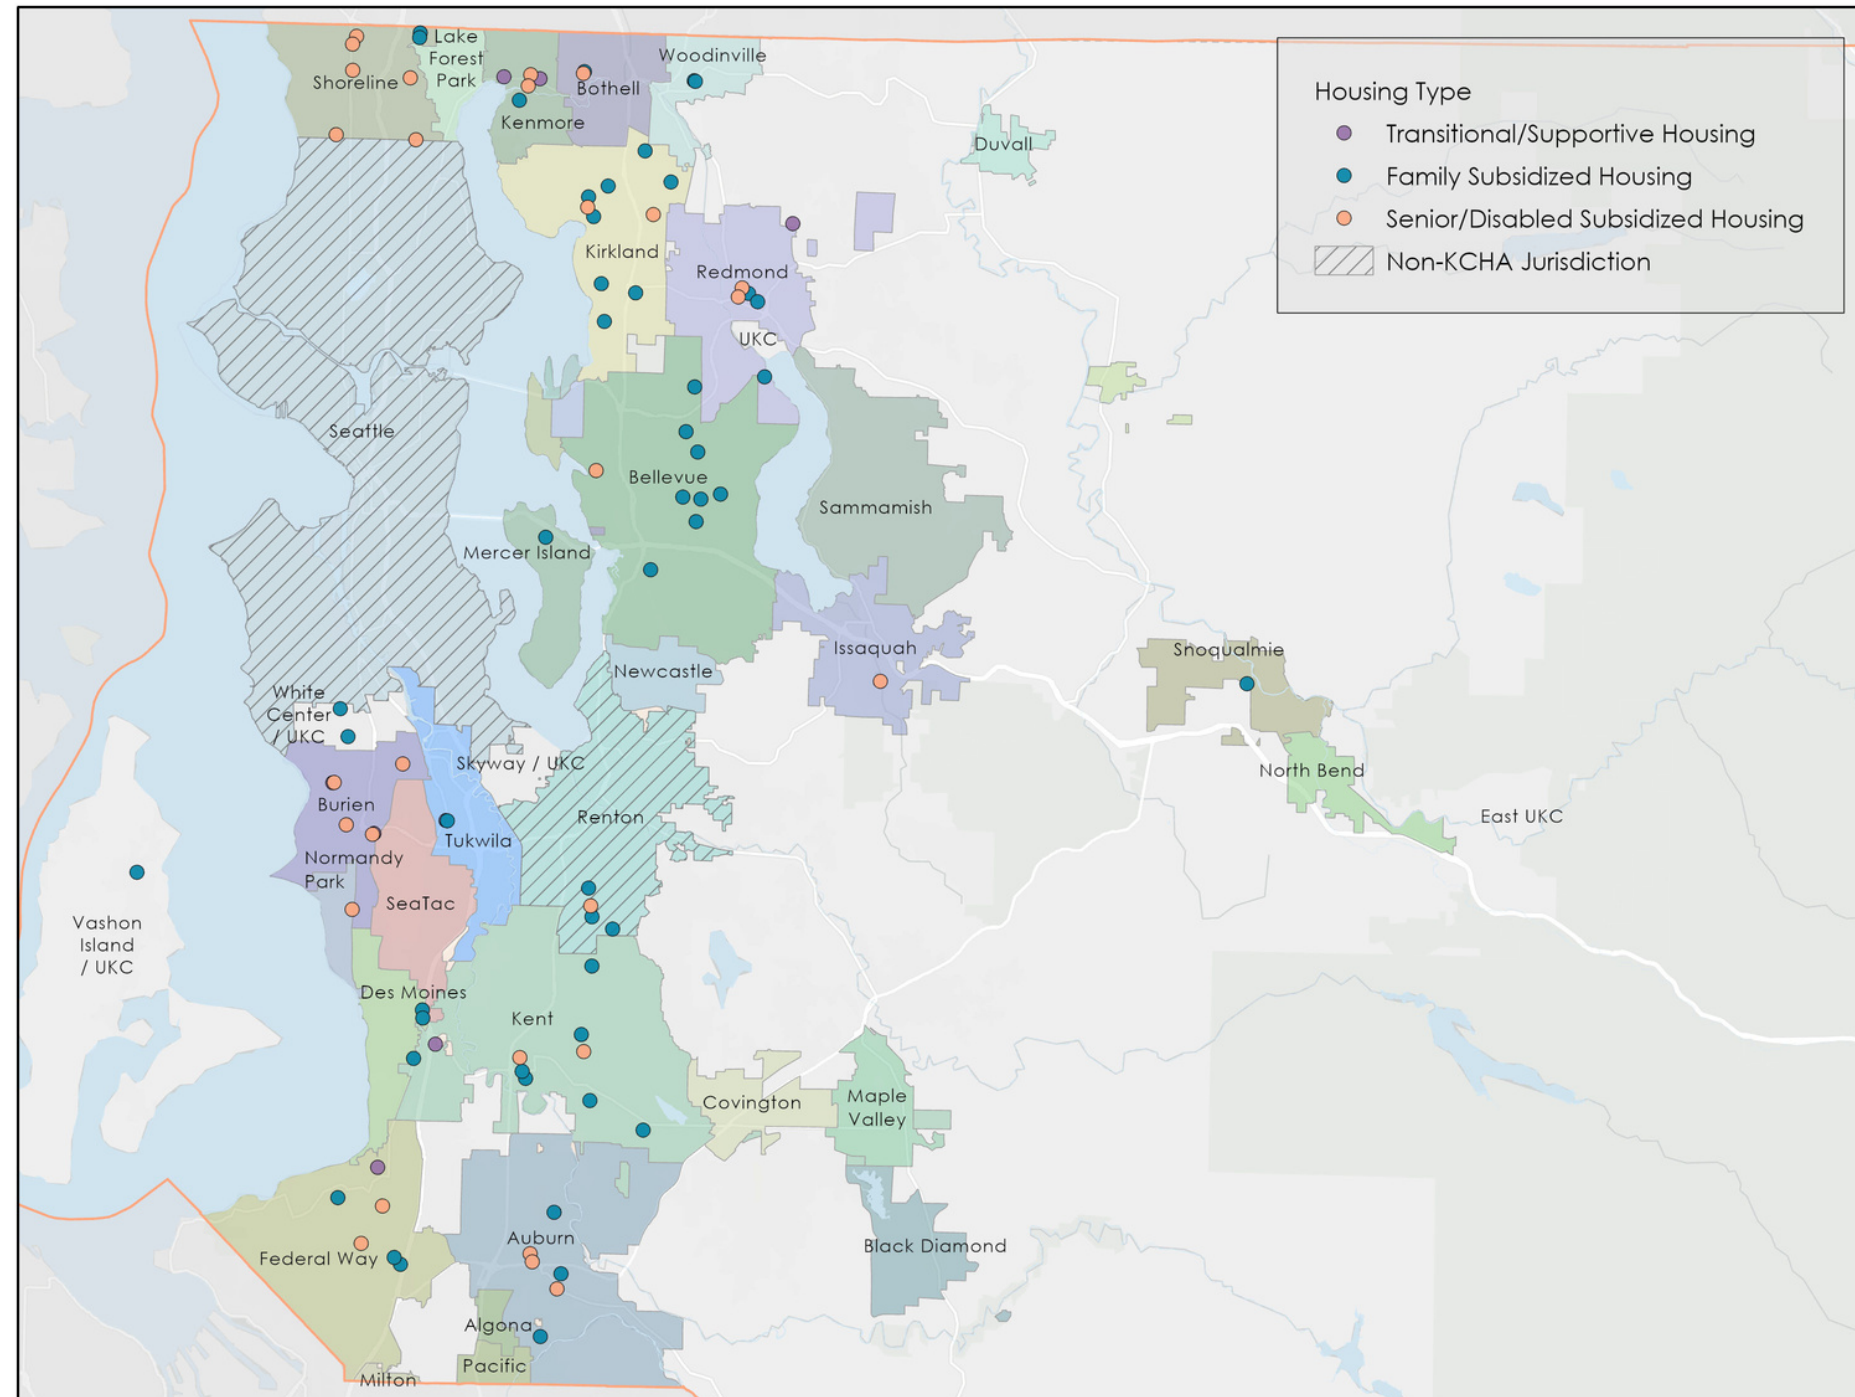 Housing Type
Transitional/Supportive Housing
Family Subsidized Housing
Senior/Disabled Subsidized Housing
Non-KCHA Jurisdiction
Lake
Forest
Park
Shoreline
Kenmore
Bothell
Woodinville
Duvall
Kirkland
Redmond
UKC
Seattle
Bellevue
Sammamish
Mercer Island
Issaquah
Newcastle
Snoqualmie
White
Center
/ UKC
Skyway / UKC
North Bend
East UKC
Burien
Tukwila
Renton
Normandy
Park
SeaTac
Vashon
Island
/ UKC
Des Moines
Kent
Covington
Maple
Valley
Federal Way
Auburn
Black Diamond
Algona
Pacific
Milton